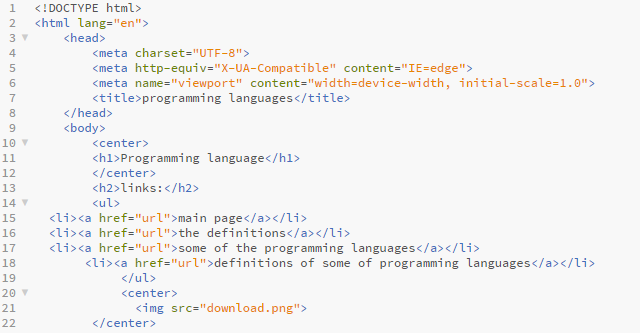 1 <!DOCTYPE html>
2 <html lang="en">
3 <head>
4 <meta charset="UTF-8">
5 <meta http-equiv="X-UA-Compatible" content="IE=edge">
6 <meta name="viewport" content="width=device-width, initial-scale=1.0">
7 <title>programming languages</title>
8 </head>
9 <body>
10 <center>
11 <h1>Programming language</h1>
12 </center>
13 <h2>links:</h2>
14 <ul>
15 <li><a href="url">main page</a></li>
16 <li><a href="url">the definitions</a></li>
17 <li><a href="url">some of the programming languages</a></li>
18 <li><a href="url">definitions of some of programming languages</a></li>
19 </ul>
20 <center>
21 <img src="download.png">
22 </center>